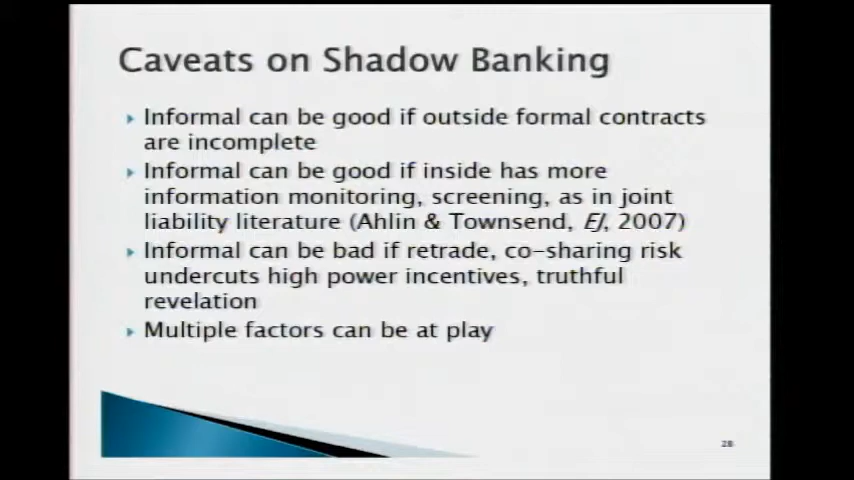 Caveats on Shadow Banking
Informal can be good if outside formal contracts
are incomplete
Informal can be good if inside has more
information monitoring, screening, as in joint
liability literature (Ahlin & Townsend, EJ, 2007)
Informal can be bad if retrade, co-sharing risk
undercuts high power incentives, truthful
revelation
Multiple factors can be at play
28